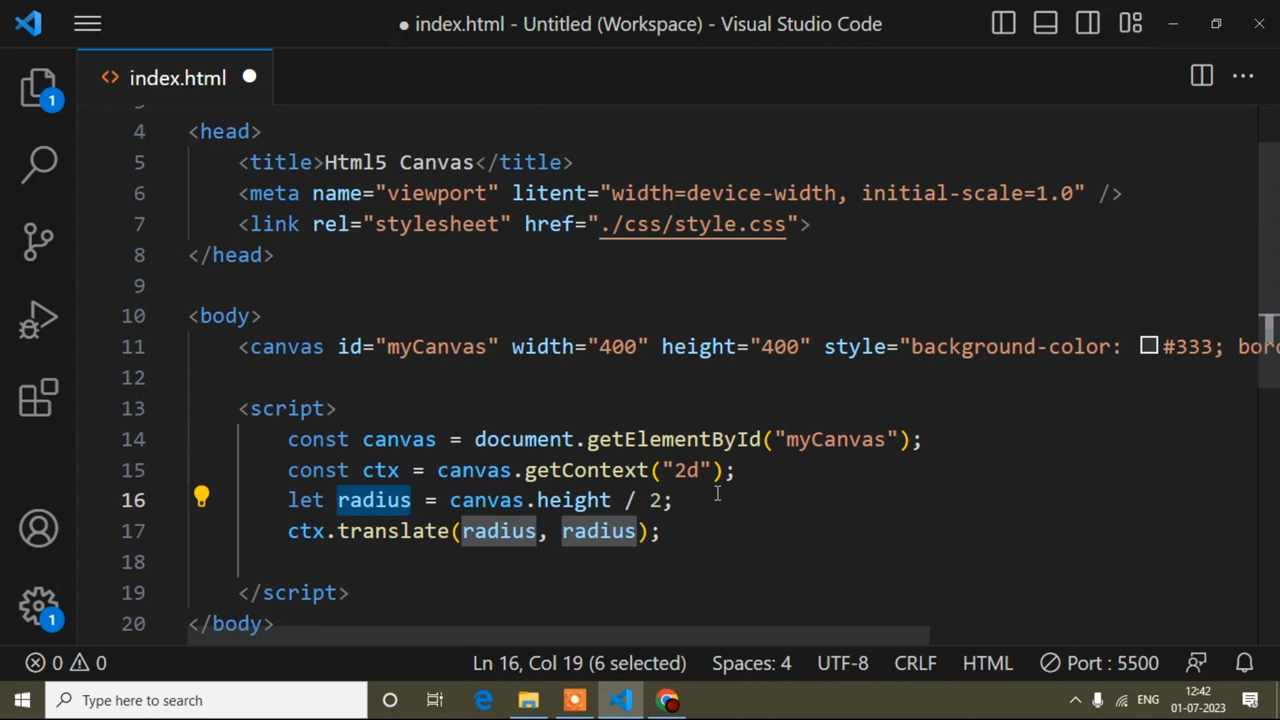 ● index.html - Untitled (Workspace) - Visual Studio Code
<> index.html ●
4 <head>
5 <title>Html5 Canvas</title>
6 <meta name="viewport" litent="width=device-width, initial-scale=1.0" />
7 <link rel="stylesheet" href="./css/style.css">
8 </head>
9
10 <body>
11 <canvas id="myCanvas" width="400" height="400" style="background-color: #333; bord
12
13 <script>
14 const canvas = document.getElementById("myCanvas");
15 const ctx = canvas.getContext("2d");
16 let radius = canvas.height / 2;
17 ctx.translate(radius, radius);
18
19 </script>
20 </body>
1
1
0 0 Ln 16, Col 19 (6 selected) Spaces: 4 UTF-8 CRLF HTML Port : 5500
Type here to search ENG 12:42
01-07-2023